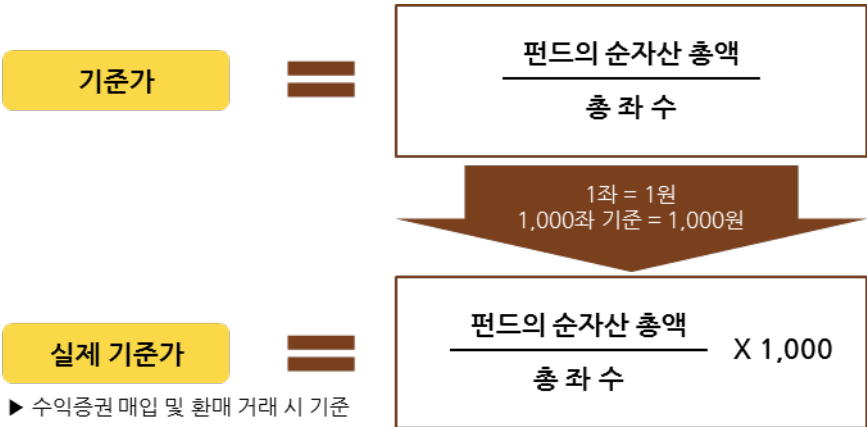 기준가
펀드의 순자산 총액
총 좌 수
1좌 = 1원
1,000좌 기준 = 1,000원
실제 기준가
펀드의 순자산 총액
총 좌 수
X 1,000
▶ 수익증권 매입 및 환매 거래 시 기준